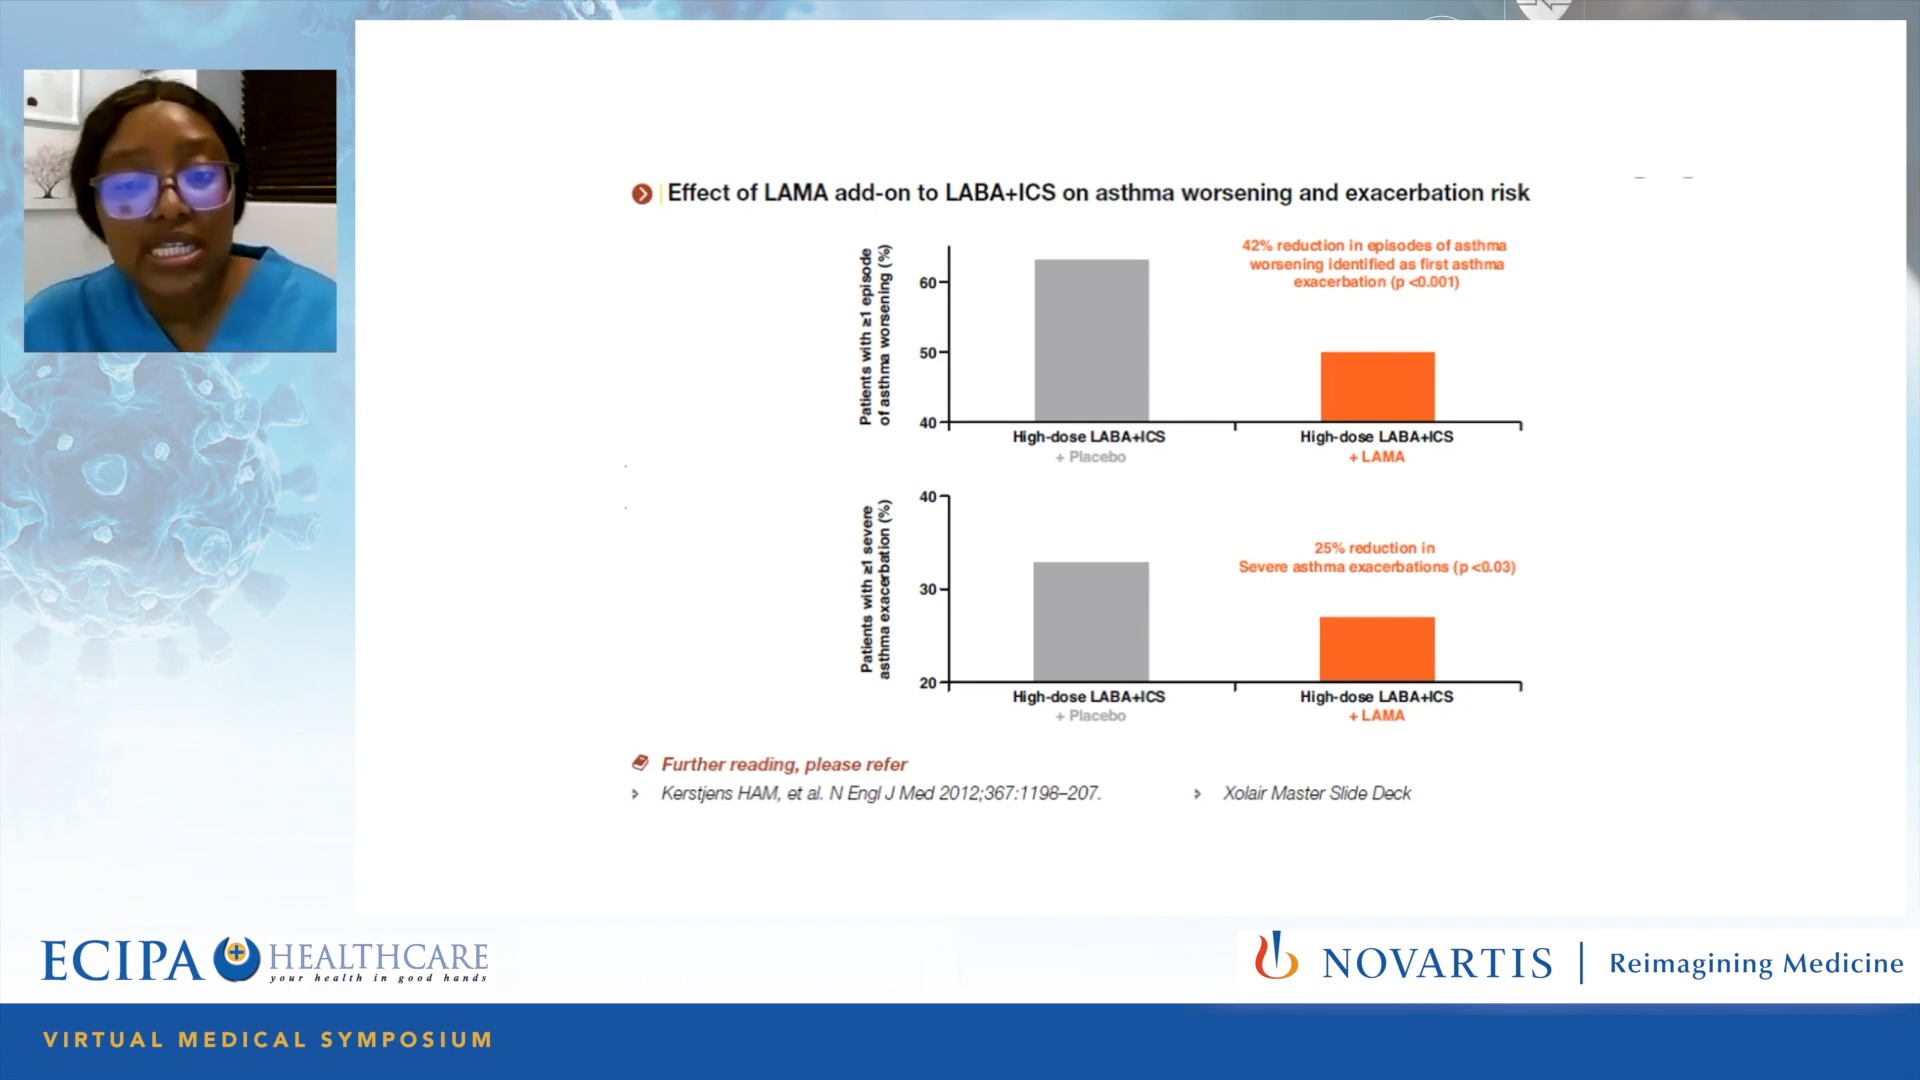 Effect of LAMA add-on to LABA+ICS on asthma worsening and exacerbation risk
Patients with ≥1 episode
of asthma worsening (%)
60
50
40
42% reduction in episodes of asthma
worsening identified as first asthma
exacerbation (p <0.001)
High-dose LABA+ICS
+ Placebo
High-dose LABA+ICS
+ LAMA
Patients with ≥1 severe
asthma exacerbation (%)
40
30
20
25% reduction in
Severe asthma exacerbations (p <0.03)
High-dose LABA+ICS
+ Placebo
High-dose LABA+ICS
+ LAMA
Further reading, please refer
Kerstjens HAM, et al. N Engl J Med 2012;367:1198–207.
Xolair Master Slide Deck
ECIPA HEALTHCARE
your health in good hands
NOVARTIS | Reimagining Medicine
VIRTUAL MEDICAL SYMPOSIUM